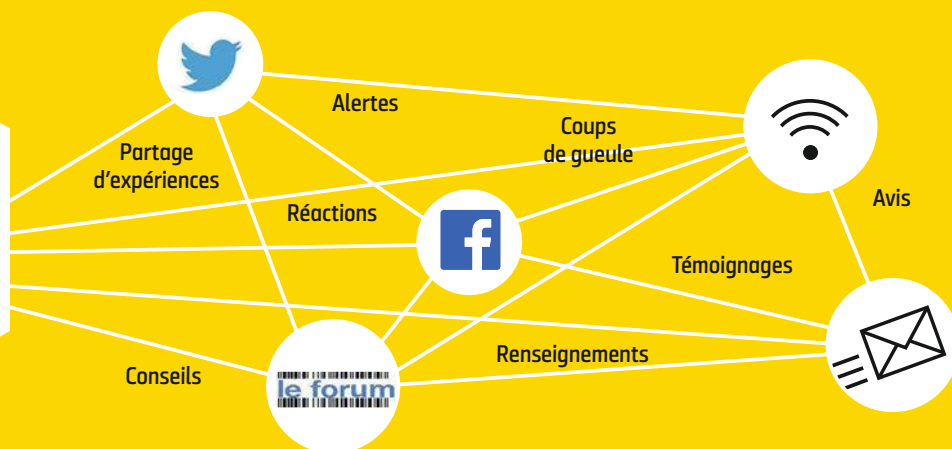 Alertes
Coups
de gueule
Partage
d'expériences
Avis
Réactions
f
Témoignages
Renseignements
Conseils
le forum